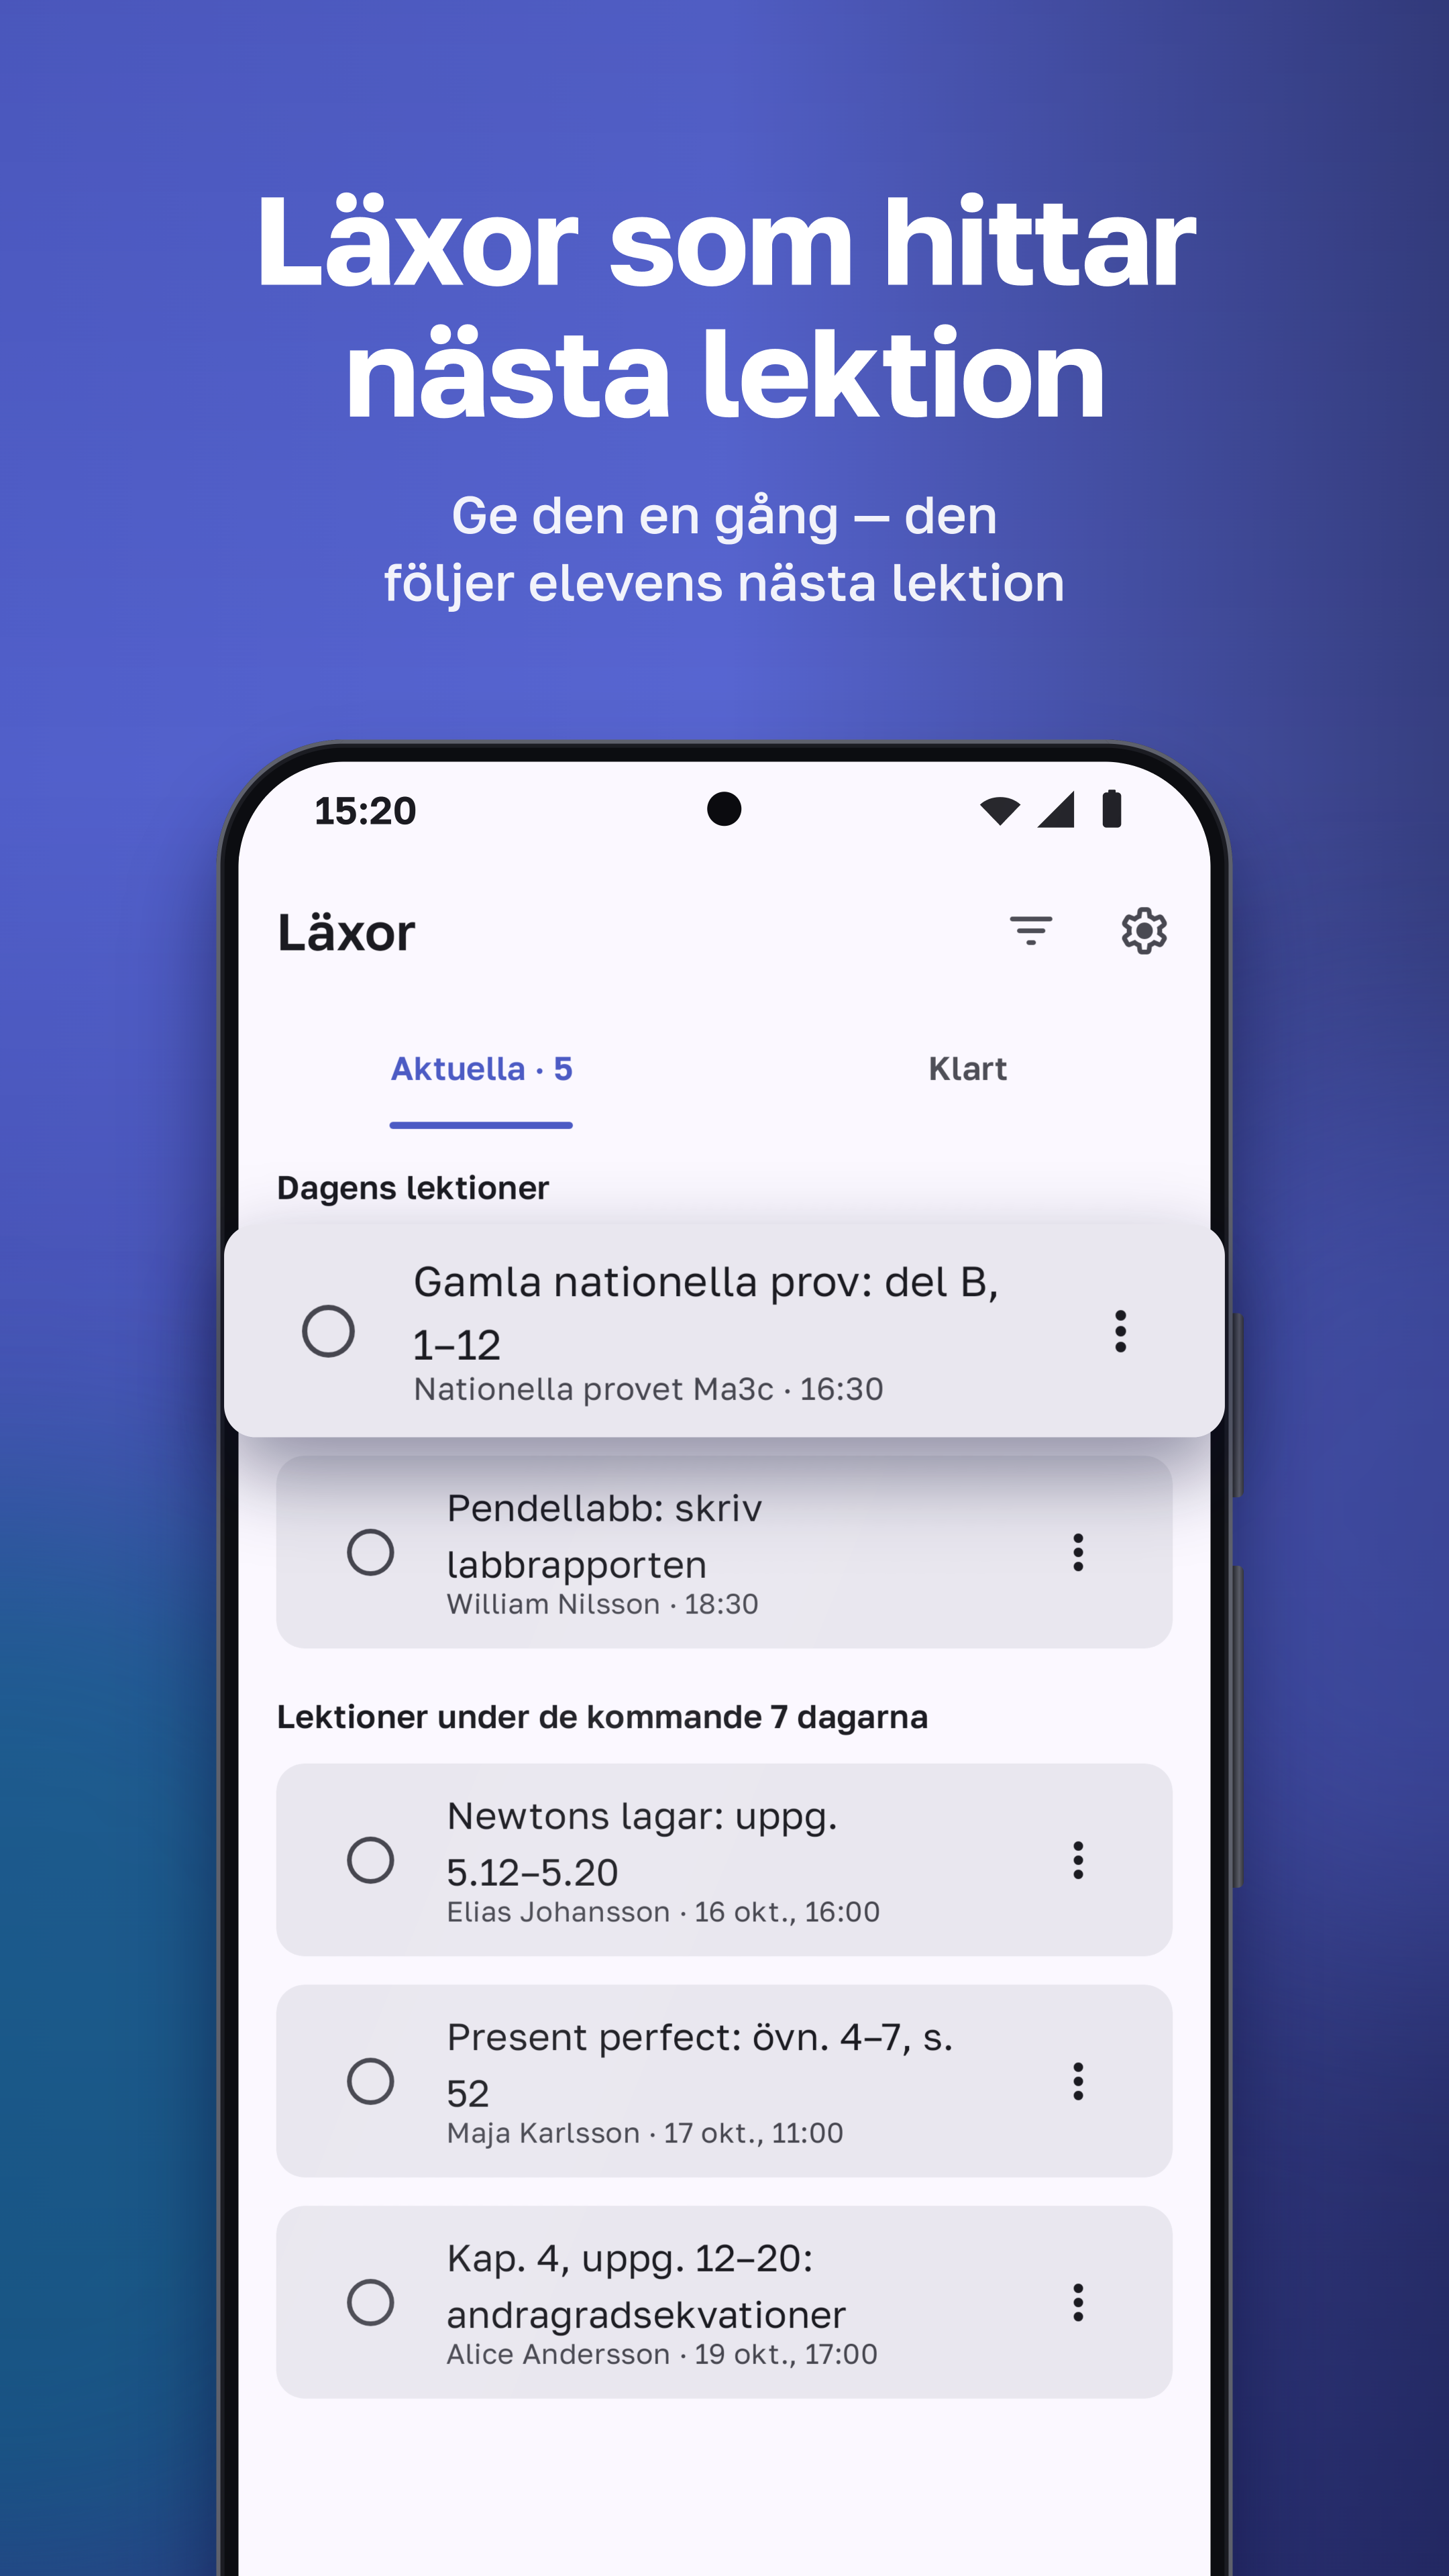 Läxor som hittar
nästa lektion
Ge den en gång — den
följer elevens nästa lektion
15:20
Läxor
Aktuella · 5
Klart
Dagens lektioner
Gamla nationella prov: del B,
1–12
Nationella provet Ma3c · 16:30
Pendellabb: skriv
labbrapporten
William Nilsson · 18:30
Lektioner under de kommande 7 dagarna
Newtons lagar: uppg.
5.12–5.20
Elias Johansson · 16 okt., 16:00
Present perfect: övn. 4–7, s.
52
Maja Karlsson · 17 okt., 11:00
Kap. 4, uppg. 12–20:
andragradsekvationer
Alice Andersson · 19 okt., 17:00